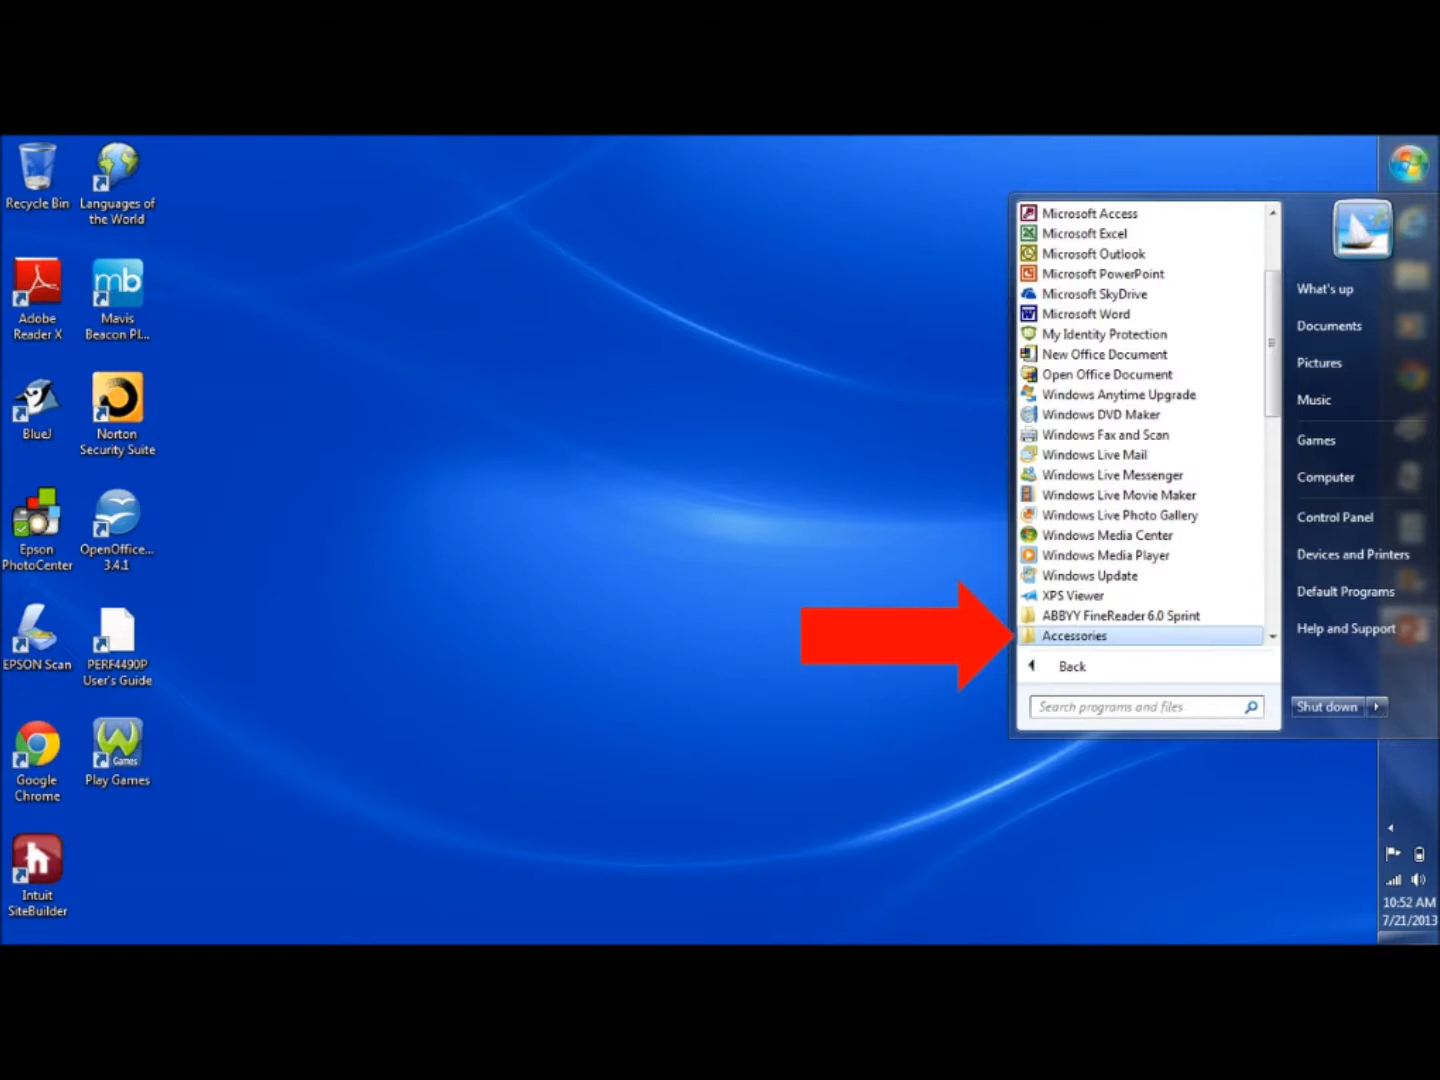 Recycle Bin
Languages of
the World
Adobe
Reader X
mb
Mavis
Beacon Pl...
BlueJ
Norton
Security Suite
Epson
PhotoCenter
OpenOffice...
3.4.1
EPSON Scan
PERF4490P
User's Guide
Google
Chrome
Games
Play Games
Intuit
SiteBuilder
Microsoft Access
Microsoft Excel
Microsoft Outlook
Microsoft PowerPoint
Microsoft SkyDrive
Microsoft Word
My Identity Protection
New Office Document
Open Office Document
Windows Anytime Upgrade
Windows DVD Maker
Windows Fax and Scan
Windows Live Mail
Windows Live Messenger
Windows Live Movie Maker
Windows Live Photo Gallery
Windows Media Center
Windows Media Player
Windows Update
XPS Viewer
ABBYY FineReader 6.0 Sprint
Accessories
Back
Search programs and files
What's up
Documents
Pictures
Music
Games
Computer
Control Panel
Devices and Printers
Default Programs
Help and Support
Shut down
10:52 AM
7/21/2013